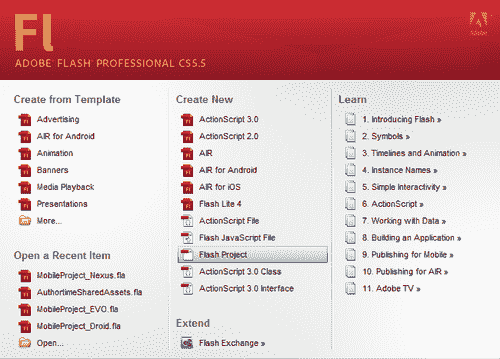 Fl
Adobe
ADOBE® FLASH® PROFESSIONAL CS5.5
Create from Template
Advertising
AIR for Android
Animation
Banners
Media Playback
Presentations
More...
Open a Recent Item
MobileProject_Nexus.fla
AuthortimeSharedAssets.fla
MobileProject_EVO.fla
MobileProject_Droid.fla
Open...
Create New
ActionScript 3.0
ActionScript 2.0
AIR
AIR for Android
AIR for iOS
Flash Lite 4
ActionScript File
Flash JavaScript File
Flash Project
ActionScript 3.0 Class
ActionScript 3.0 Interface
Extend
Flash Exchange »
Learn
1. Introducing Flash »
2. Symbols »
3. Timelines and Animation »
4. Instance Names »
5. Simple Interactivity »
6. ActionScript »
7. Working with Data »
8. Building an Application »
9. Publishing for Mobile »
10. Publishing for AIR »
11. Adobe TV »